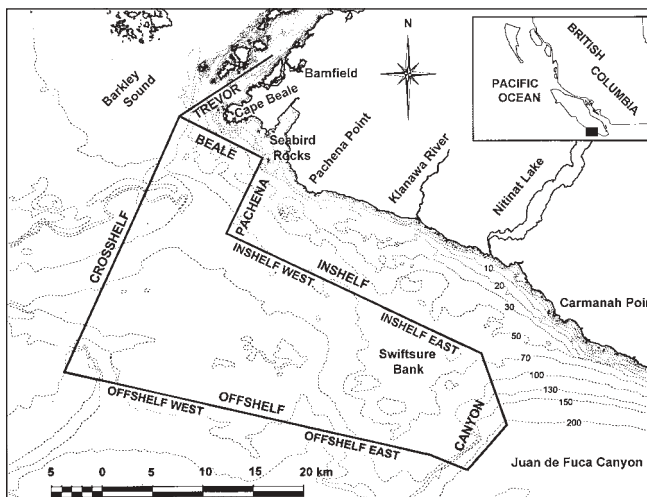 N
BRITISH
COLUMBIA
PACIFIC
OCEAN
Barkley
Sound
Bamfield
TREVOR
Cape Beale
Seabird
Rocks
BEALE
Pachena Point
Klanawa River
Nitinat Lake
PACHENA
CROSSHELF
INSHELF WEST
INSHELF
INSHELF EAST
10
20
30
50
70
100
130
150
200
Carmanah Poin
Swiftsure
Bank
OFFSHELF WEST
OFFSHELF
OFFSHELF EAST
CANYON
Juan de Fuca Canyon
5 0 5 10 15 20 km